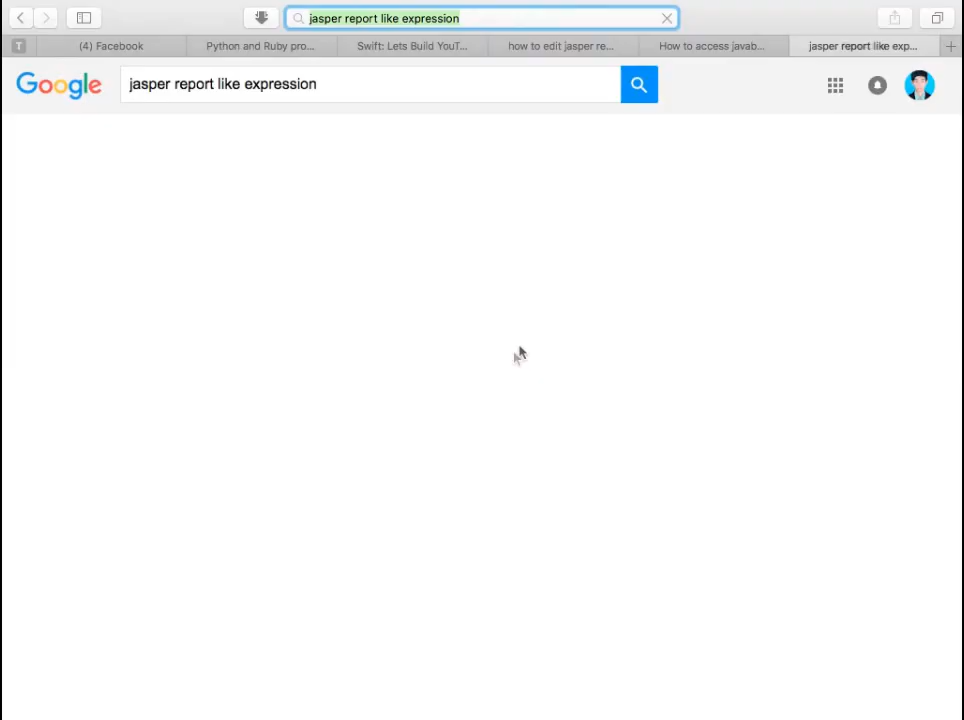 jasper report like expression
T
(4) Facebook
Python and Ruby pro...
Swift: Lets Build YouT...
how to edit jasper re...
How to access javab...
jasper report like exp...
Google
jasper report like expression